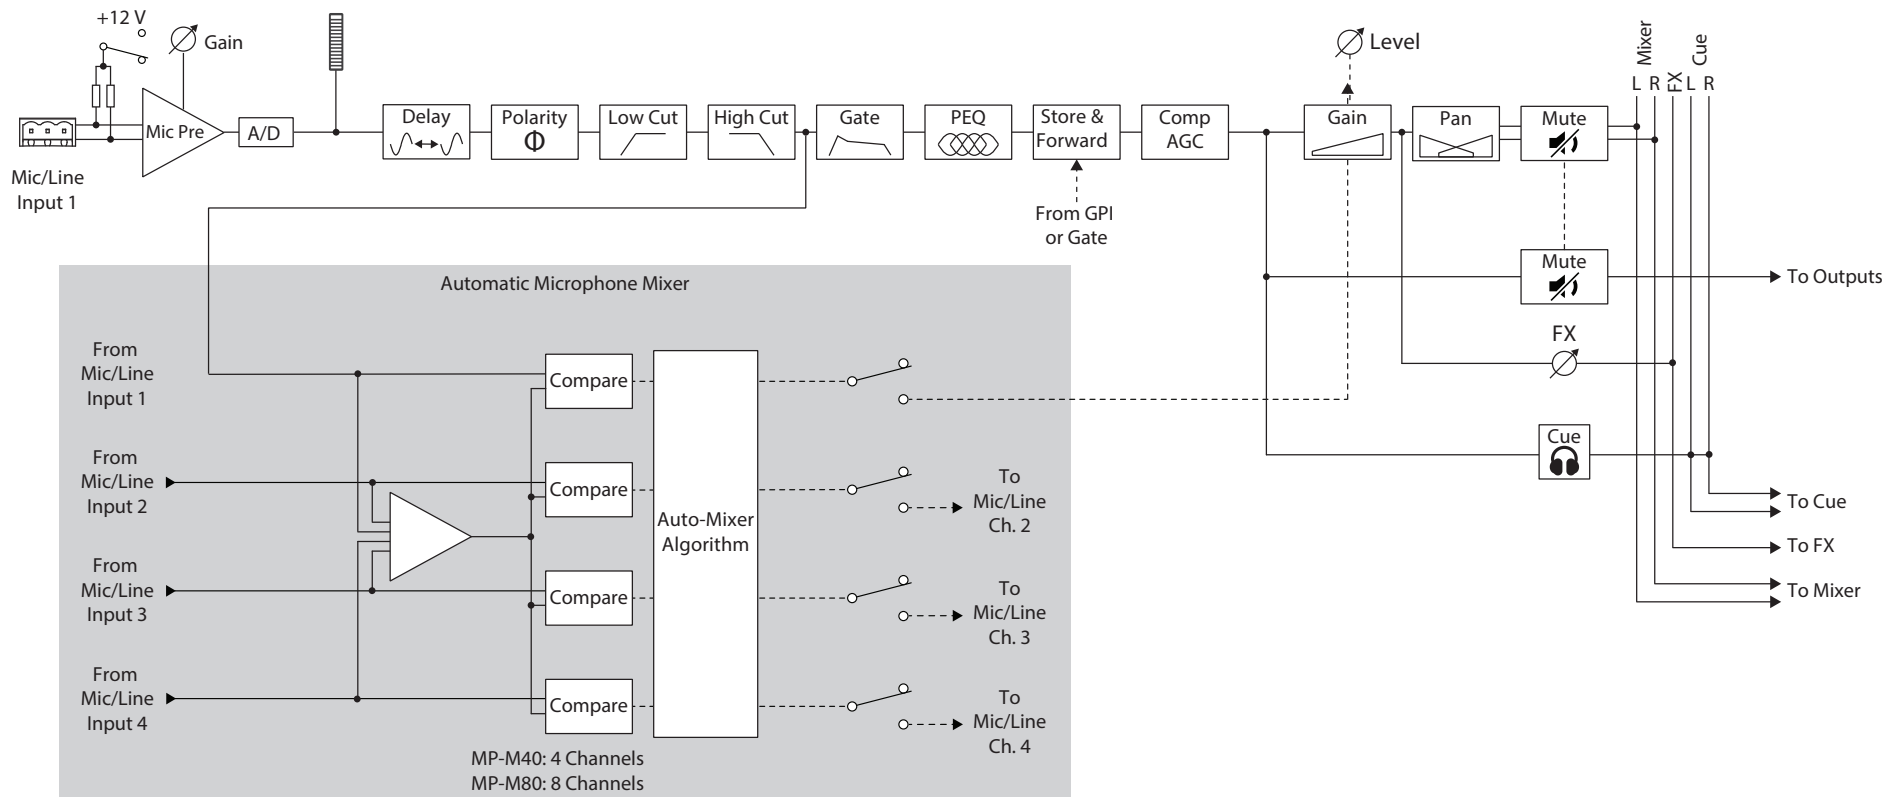 +12 V
Gain
Mic Pre
A/D
Mic/Line
Input 1
Delay
Polarity
Φ
Low Cut
High Cut
Gate
PEQ
Store &
Forward
From GPI
or Gate
Comp
AGC
Level
Gain
Pan
Mute
Mixer
FX
Cue
L R L R
Mute
To Outputs
FX
Cue
To Cue
To FX
To Mixer
Automatic Microphone Mixer
From
Mic/Line
Input 1
Compare
From
Mic/Line
Input 2
Compare
Auto-Mixer
Algorithm
To
Mic/Line
Ch. 2
From
Mic/Line
Input 3
Compare
To
Mic/Line
Ch. 3
From
Mic/Line
Input 4
Compare
To
Mic/Line
Ch. 4
MP-M40: 4 Channels
MP-M80: 8 Channels